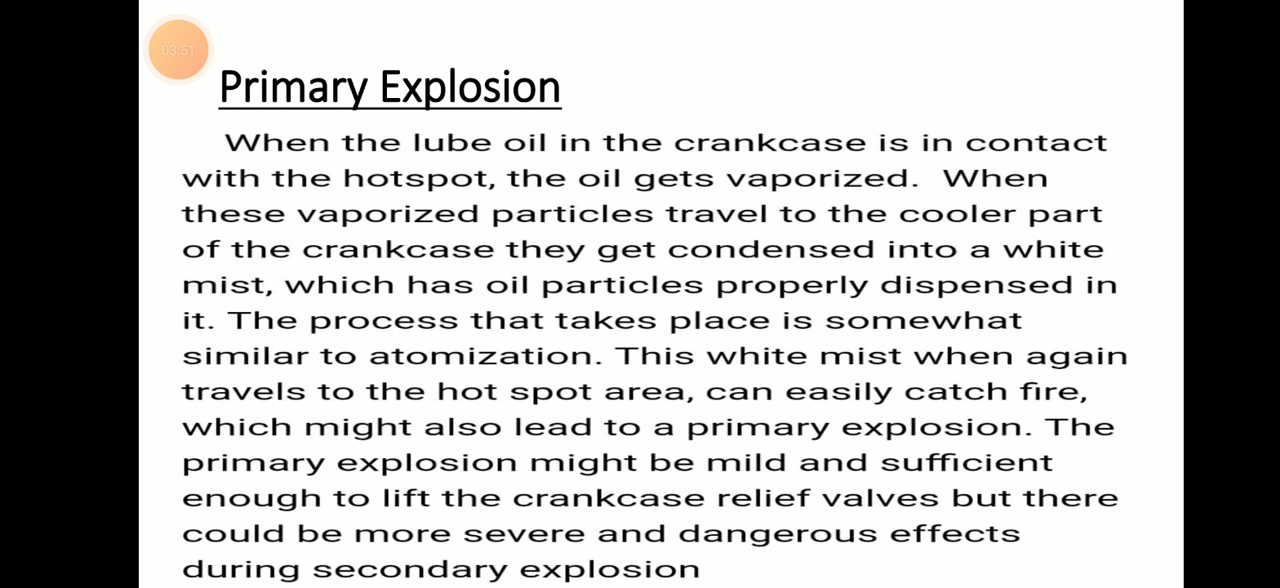 03:51
Primary Explosion
When the lube oil in the crankcase is in contact
with the hotspot, the oil gets vaporized.  When
these vaporized particles travel to the cooler part
of the crankcase they get condensed into a white
mist, which has oil particles properly dispensed in
it. The process that takes place is somewhat
similar to atomization. This white mist when again
travels to the hot spot area, can easily catch fire,
which might also lead to a primary explosion. The
primary explosion might be mild and sufficient
enough to lift the crankcase relief valves but there
could be more severe and dangerous effects
during secondary explosion